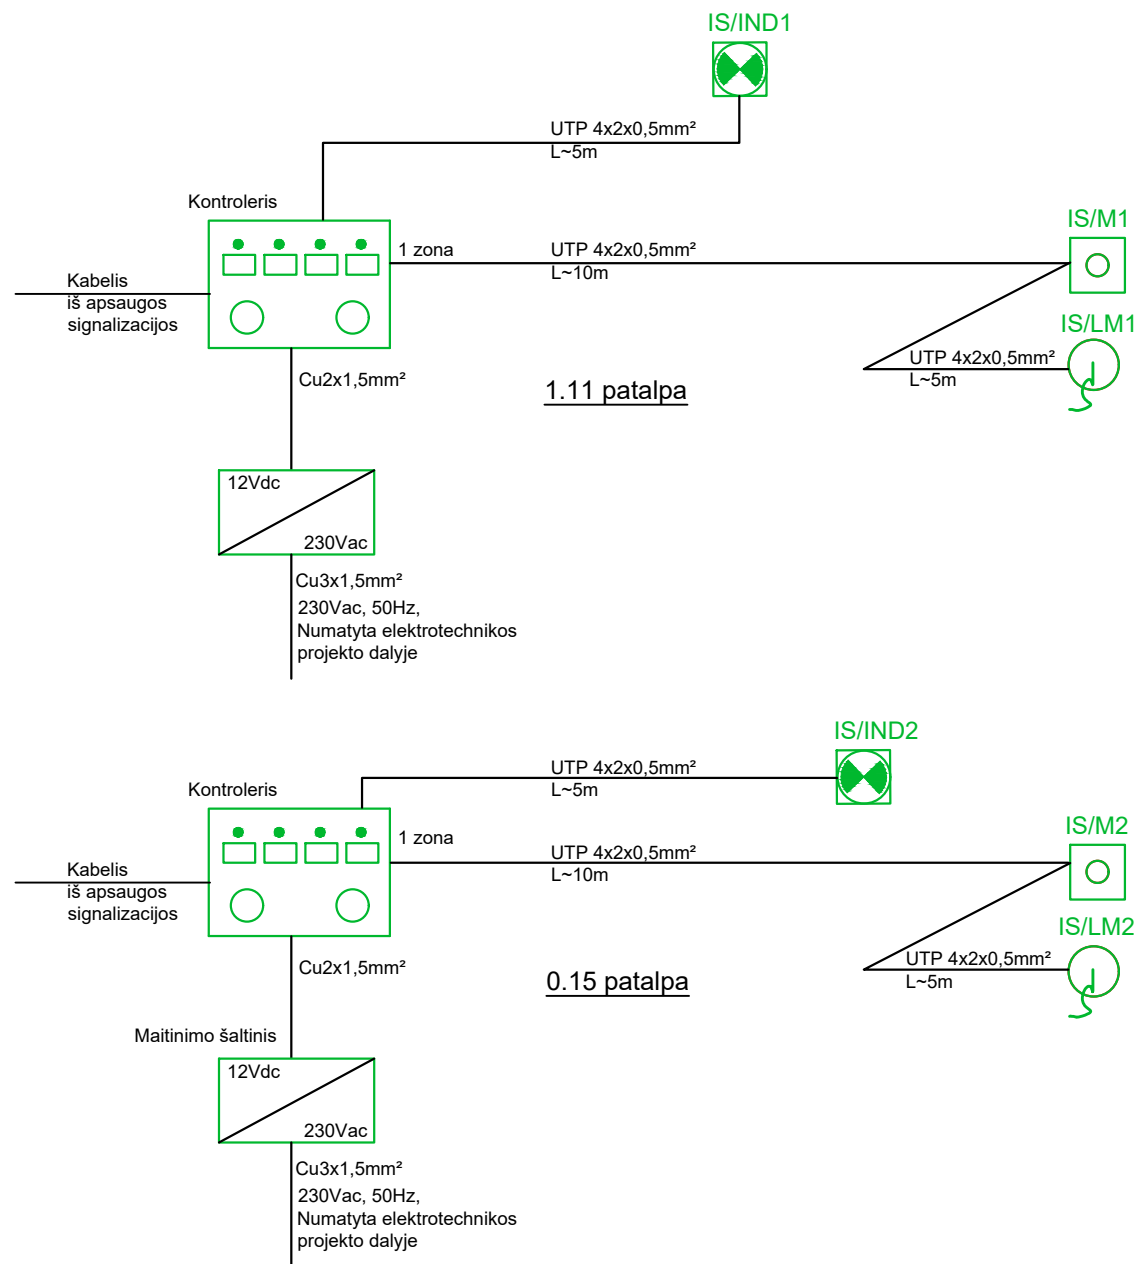 IS/IND1
UTP 4x2x0,5mm²
L~5m
Kontroleris
1 zona
UTP 4x2x0,5mm²
L~10m
IS/M1
Kabelis
iš apsaugos
signalizacijos
IS/LM1
UTP 4x2x0,5mm²
L~5m
Cu2x1,5mm²
1.11 patalpa
12Vdc
230Vac
Cu3x1,5mm²
230Vac, 50Hz,
Numatyta elektrotechnikos
projekto dalyje
IS/IND2
UTP 4x2x0,5mm²
L~5m
Kontroleris
1 zona
UTP 4x2x0,5mm²
L~10m
IS/M2
Kabelis
iš apsaugos
signalizacijos
IS/LM2
UTP 4x2x0,5mm²
L~5m
Cu2x1,5mm²
0.15 patalpa
Maitinimo šaltinis
12Vdc
230Vac
Cu3x1,5mm²
230Vac, 50Hz,
Numatyta elektrotechnikos
projekto dalyje